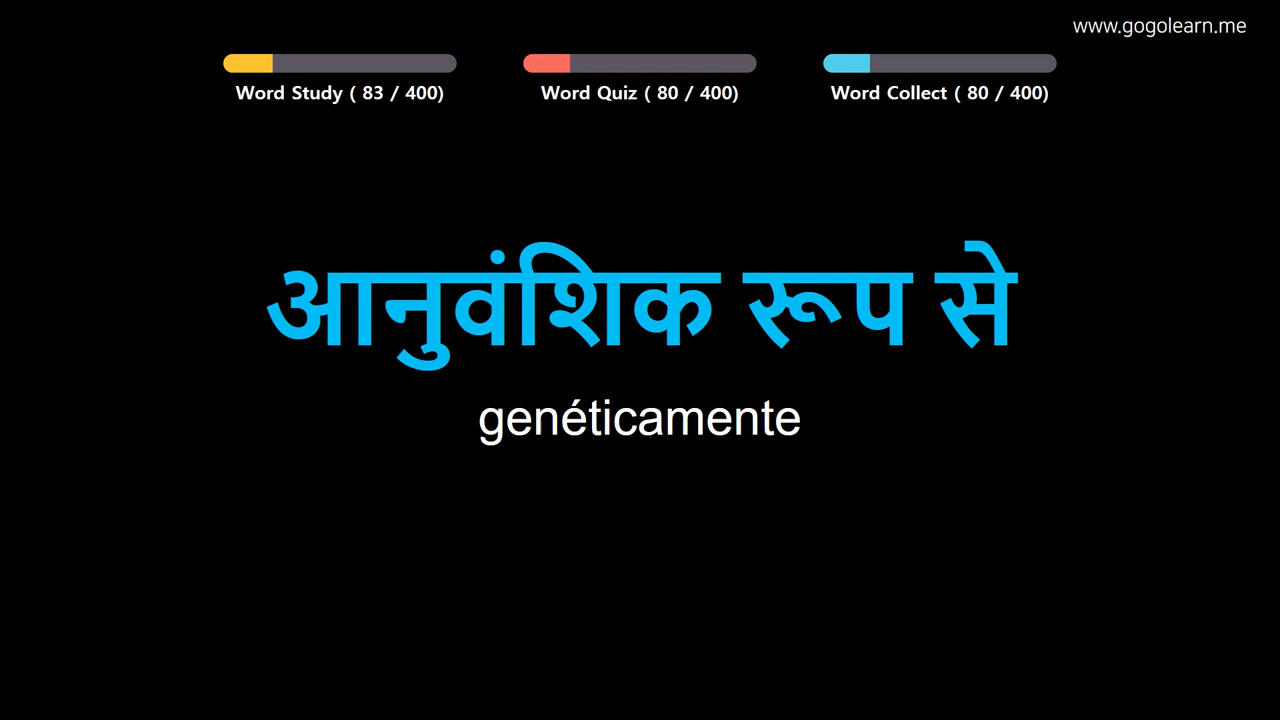 www.gogolearn.me
Word Study ( 83 / 400) Word Quiz ( 80 / 400) Word Collect ( 80 / 400)
आनुवंशिक रूप से
genéticamente